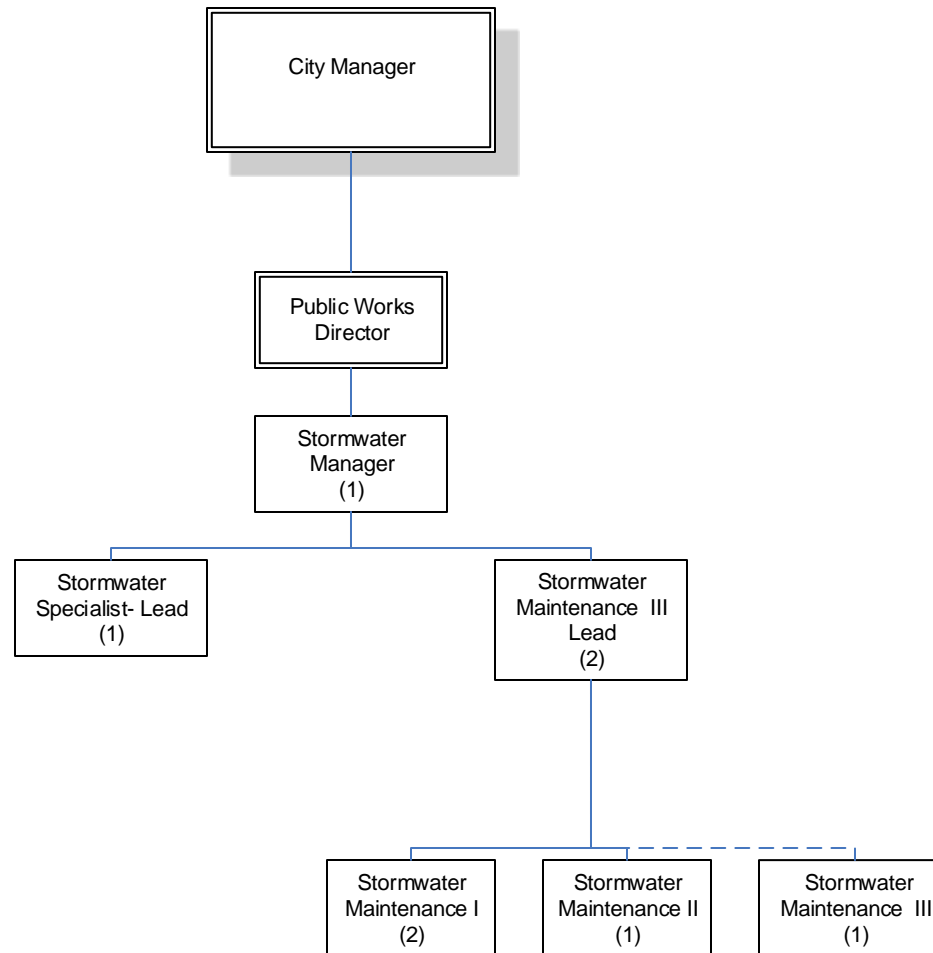 City Manager
Public Works
Director
Stormwater
Manager
(1)
Stormwater
Specialist- Lead
(1)
Stormwater
Maintenance  III
Lead
(2)
Stormwater
Maintenance I
(2)
Stormwater
Maintenance II
(1)
Stormwater
Maintenance  III
(1)